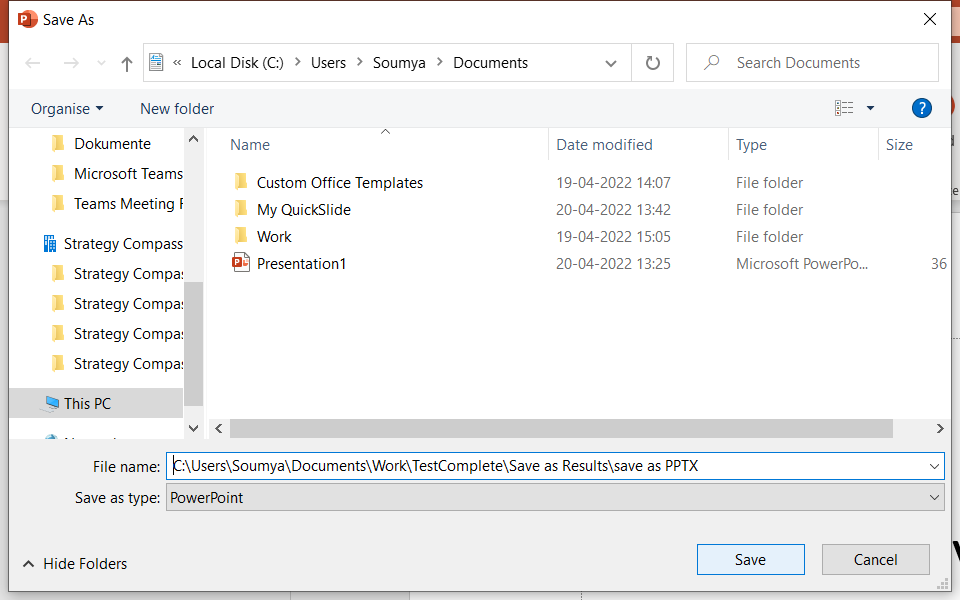 Save As
« Local Disk (C:) > Users > Soumya > Documents
Search Documents
Organise
New folder
?
Dokumente
Microsoft Teams
Teams Meeting
Strategy Compass
Strategy Compas
Strategy Compas
Strategy Compas
Strategy Compas
This PC
Name Date modified Type Size
Custom Office Templates 19-04-2022 14:07 File folder
My QuickSlide 20-04-2022 13:42 File folder
Work 19-04-2022 15:05 File folder
Presentation1 20-04-2022 13:25 Microsoft PowerPo... 36
File name: C:\Users\Soumya\Documents\Work\TestComplete\Save as Results\save as PPTX
Save as type: PowerPoint
Hide Folders
Save
Cancel